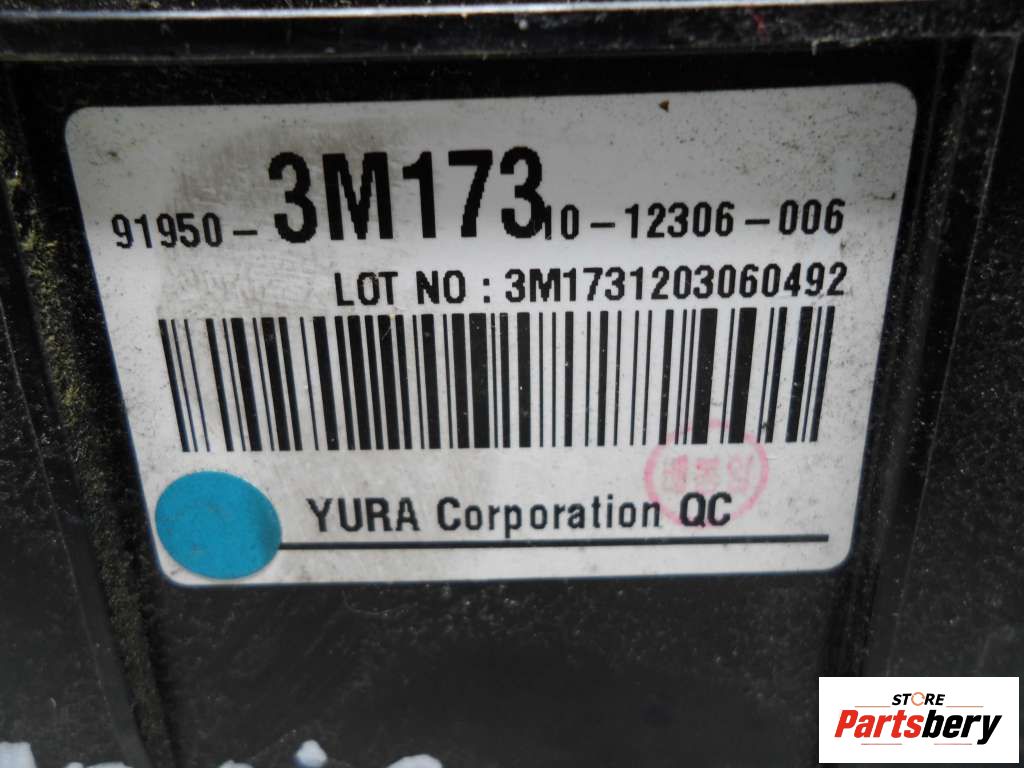 91950-3M173 10-12306-006
LOT NO : 3M1731203060492
YURA Corporation QC
STORE
Partsbery